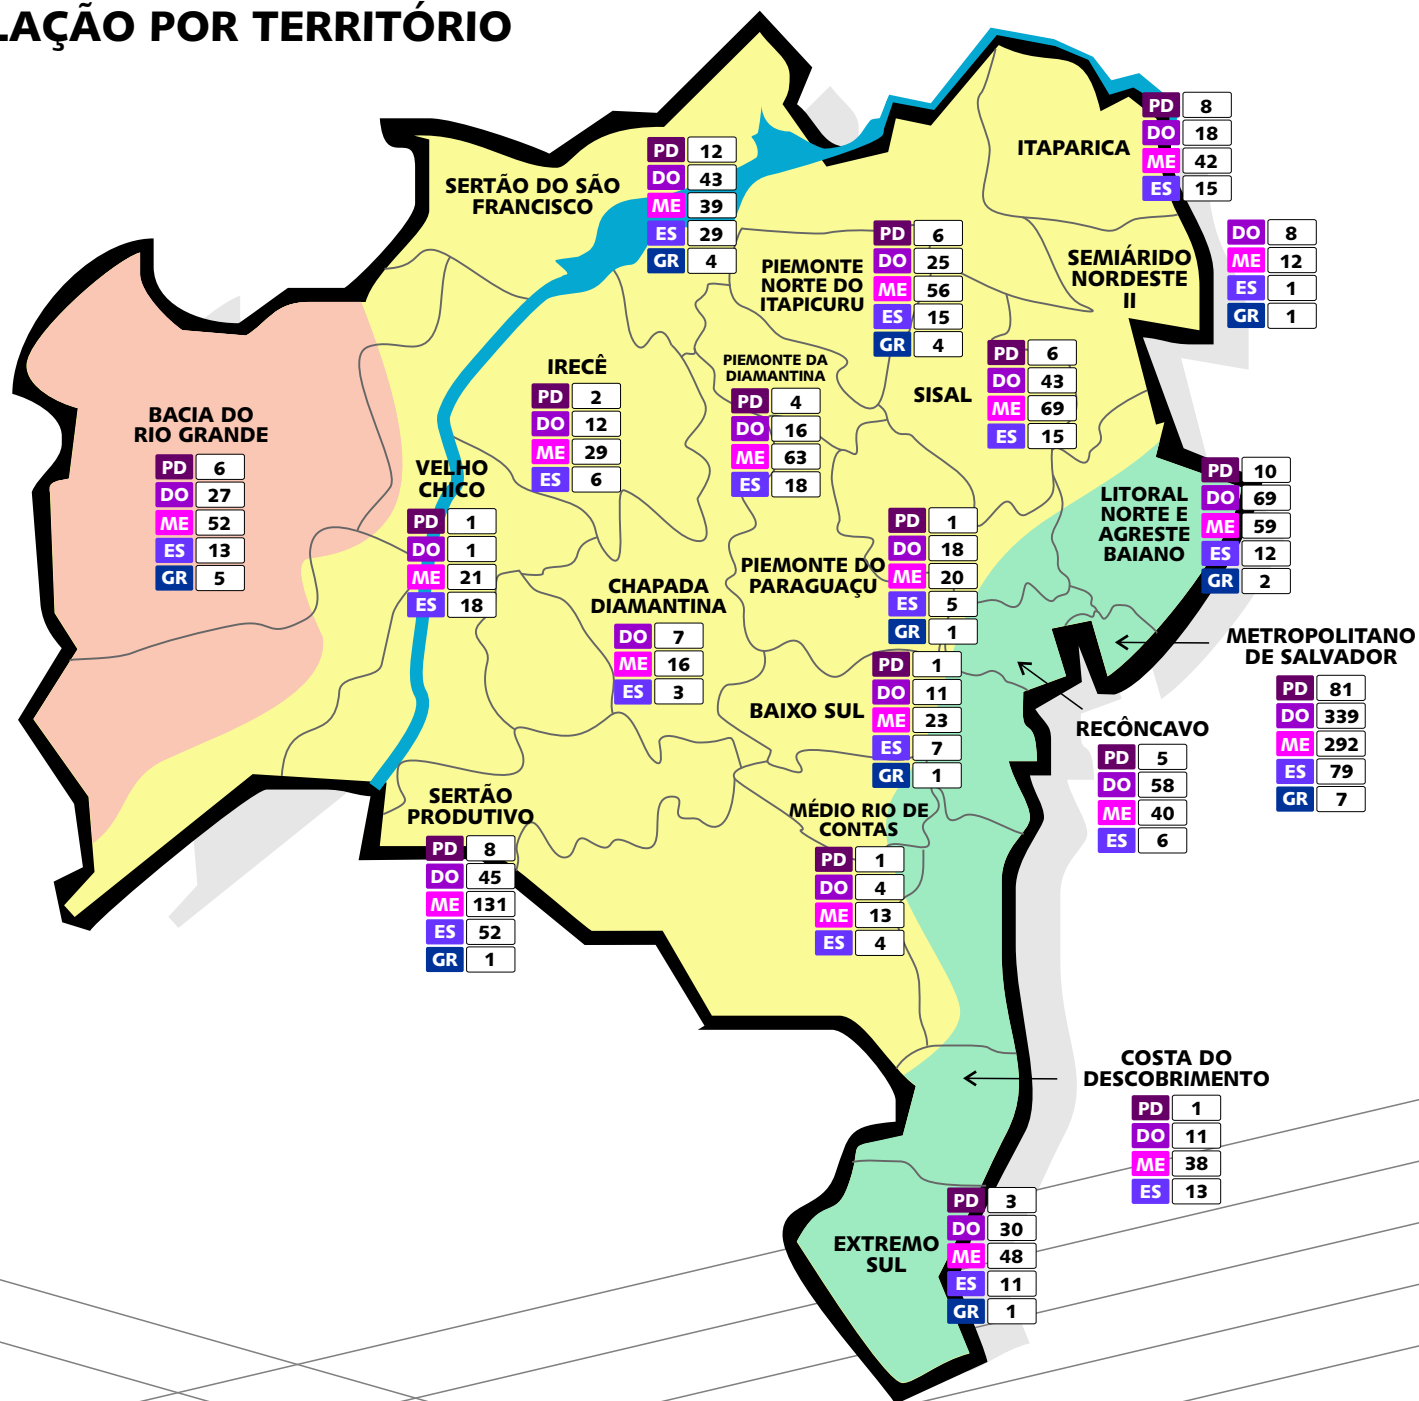 LAÇÃO POR TERRITÓRIO
ITAPARICA
PD 8
DO 18
ME 42
ES 15
SERTÃO DO SÃO
FRANCISCO
PD 12
DO 43
ME 39
ES 29
GR 4
PIEMONTE
NORTE DO
ITAPICURU
PD 6
DO 25
ME 56
ES 15
GR 4
SEMIÁRIDO
NORDESTE
II
DO 8
ME 12
ES 1
GR 1
IRECÊ
PD 2
DO 12
ME 29
ES 6
PIEMONTE DA
DIAMANTINA
PD 4
DO 16
ME 63
ES 18
SISAL
PD 6
DO 43
ME 69
ES 15
BACIA DO
RIO GRANDE
PD 6
DO 27
ME 52
ES 13
GR 5
VELHO
CHICO
PD 1
DO 1
ME 21
ES 18
LITORAL
NORTE E
AGRESTE
BAIANO
PD 10
DO 69
ME 59
ES 12
GR 2
PIEMONTE DO
PARAGUAÇU
PD 1
DO 18
ME 20
ES 5
GR 1
CHAPADA
DIAMANTINA
DO 7
ME 16
ES 3
METROPOLITANO
DE SALVADOR
PD 81
DO 339
ME 292
ES 79
GR 7
BAIXO SUL
PD 1
DO 11
ME 23
ES 7
GR 1
RECÔNCAVO
PD 5
DO 58
ME 40
ES 6
SERTÃO
PRODUTIVO
PD 8
DO 45
ME 131
ES 52
GR 1
MÉDIO RIO DE
CONTAS
PD 1
DO 4
ME 13
ES 4
COSTA DO
DESCOBRIMENTO
PD 1
DO 11
ME 38
ES 13
EXTREMO
SUL
PD 3
DO 30
ME 48
ES 11
GR 1